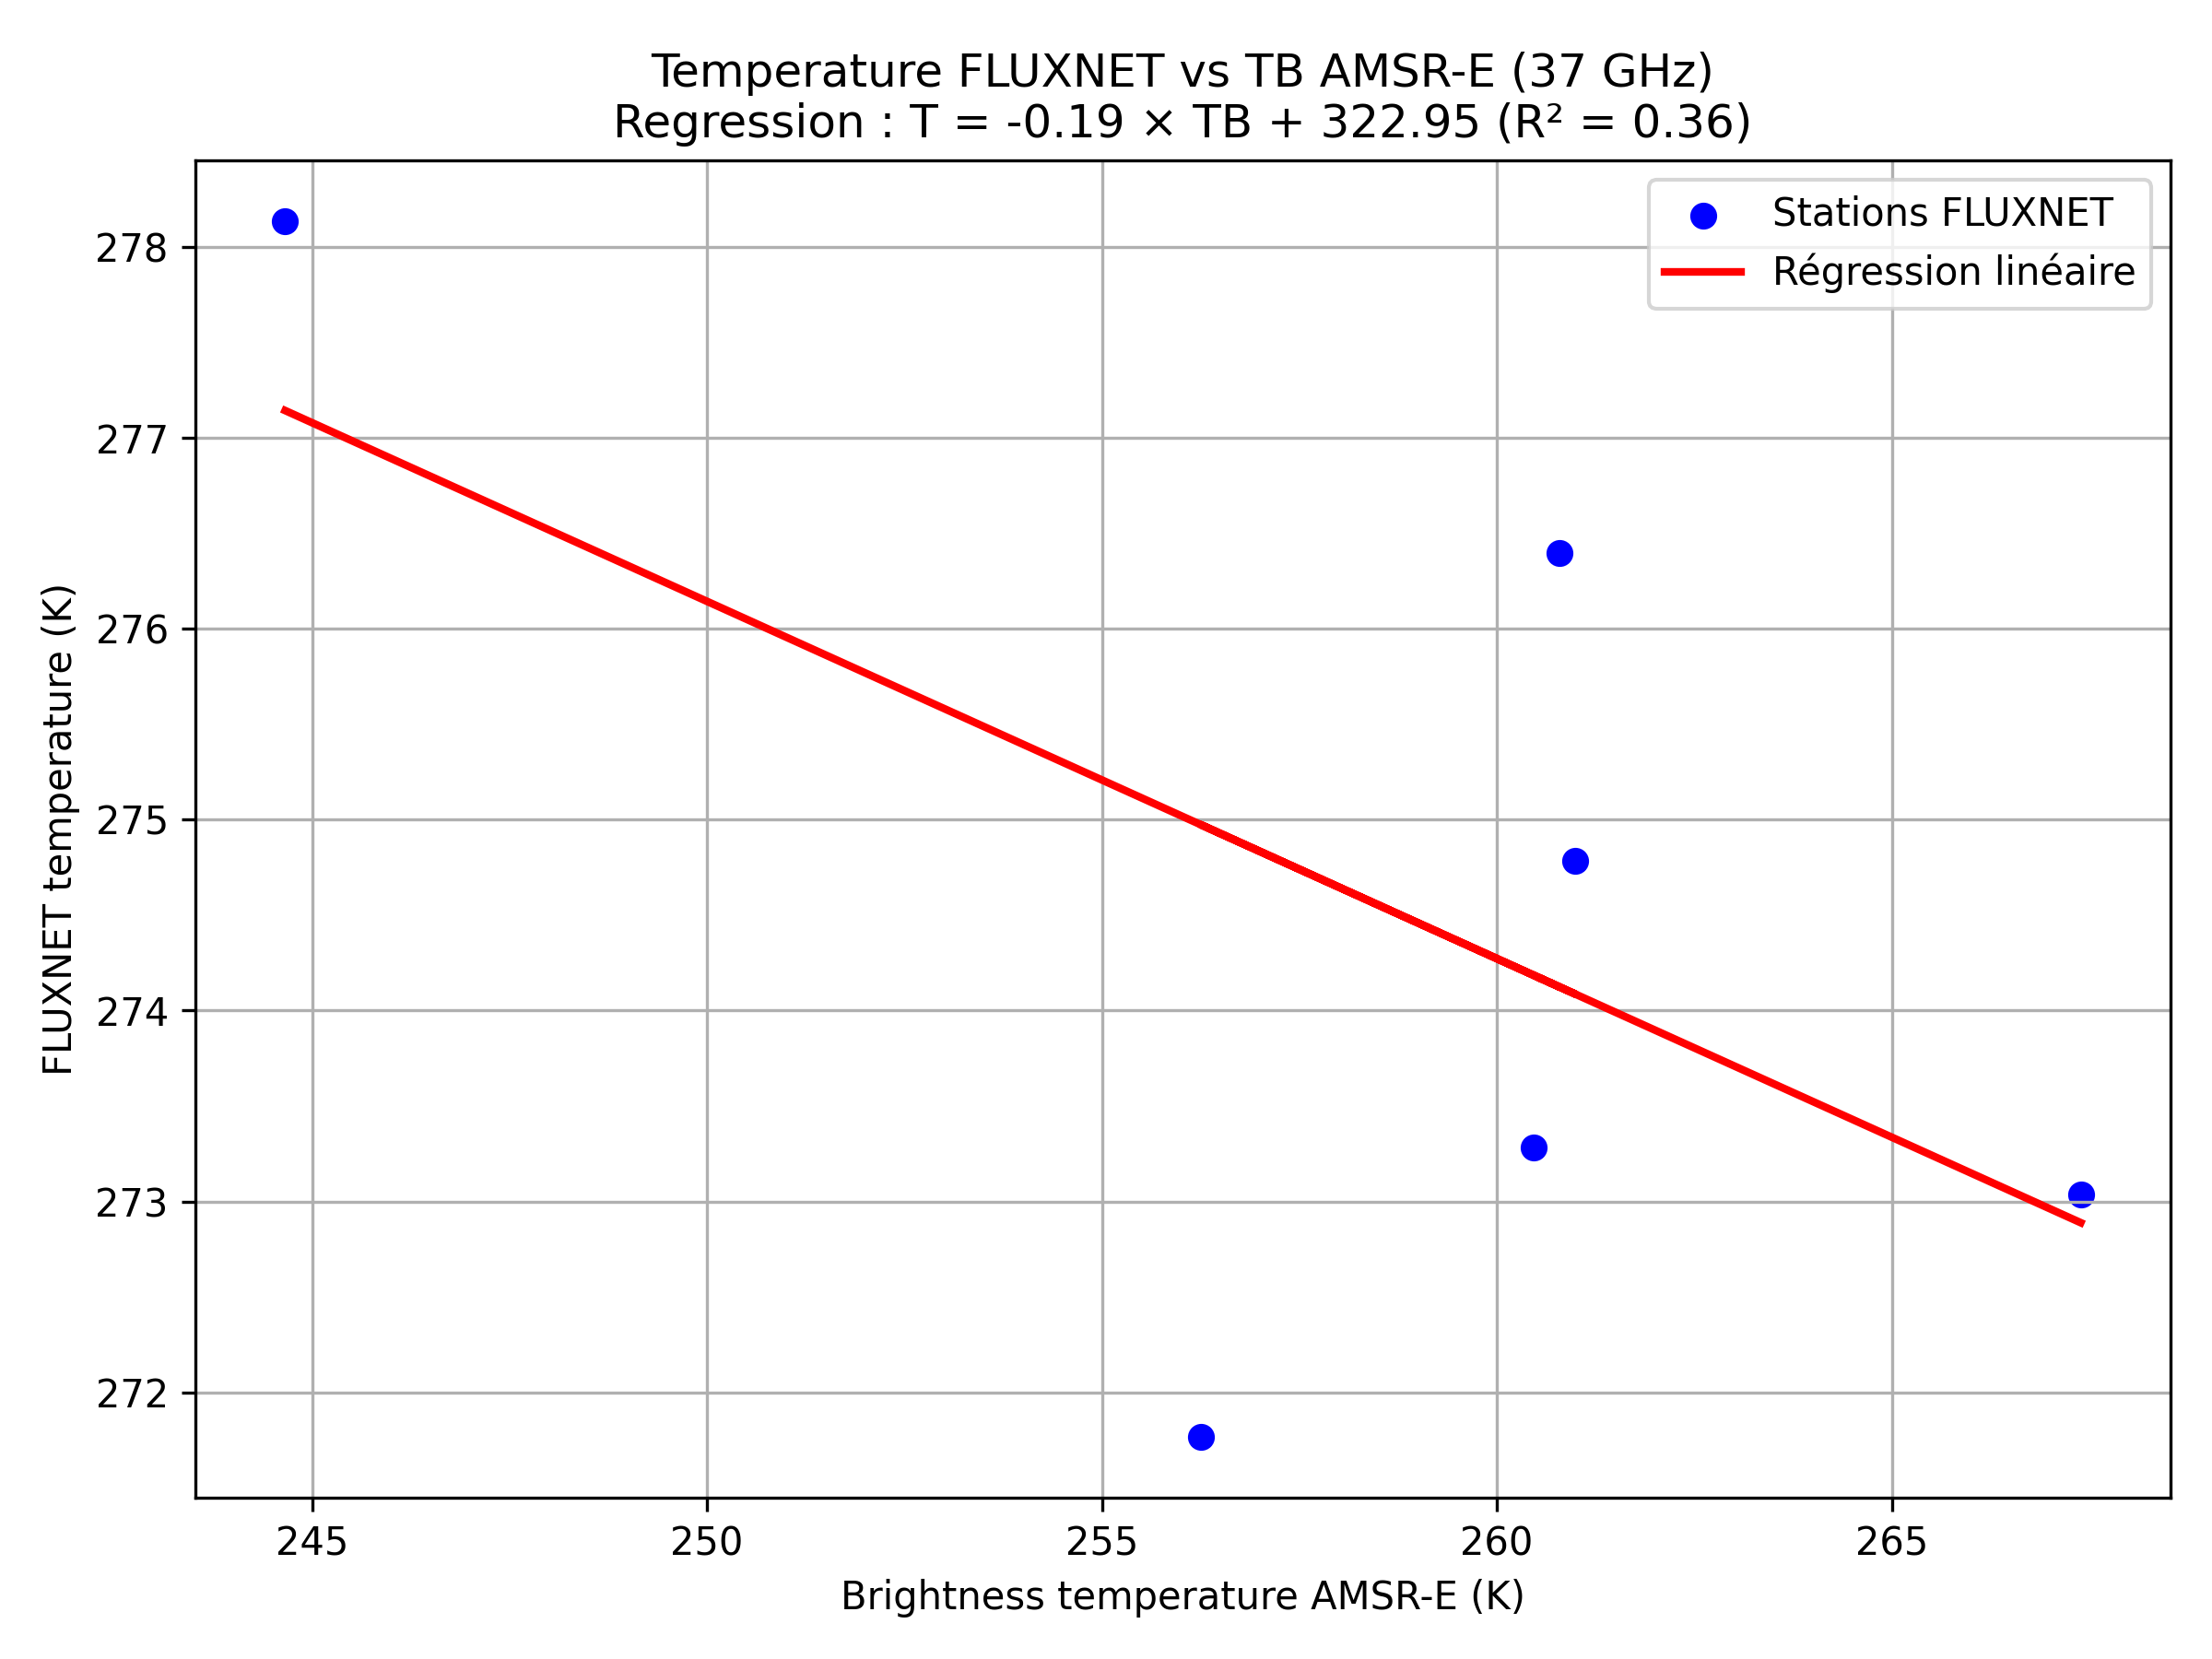 Temperature FLUXNET vs TB AMSR-E (37 GHz)
Regression : T = -0.19 × TB + 322.95 (R² = 0.36)
Stations FLUXNET
Régression linéaire
FLUXNET temperature (K)
278
277
276
275
274
273
272
245 250 255 260 265
Brightness temperature AMSR-E (K)